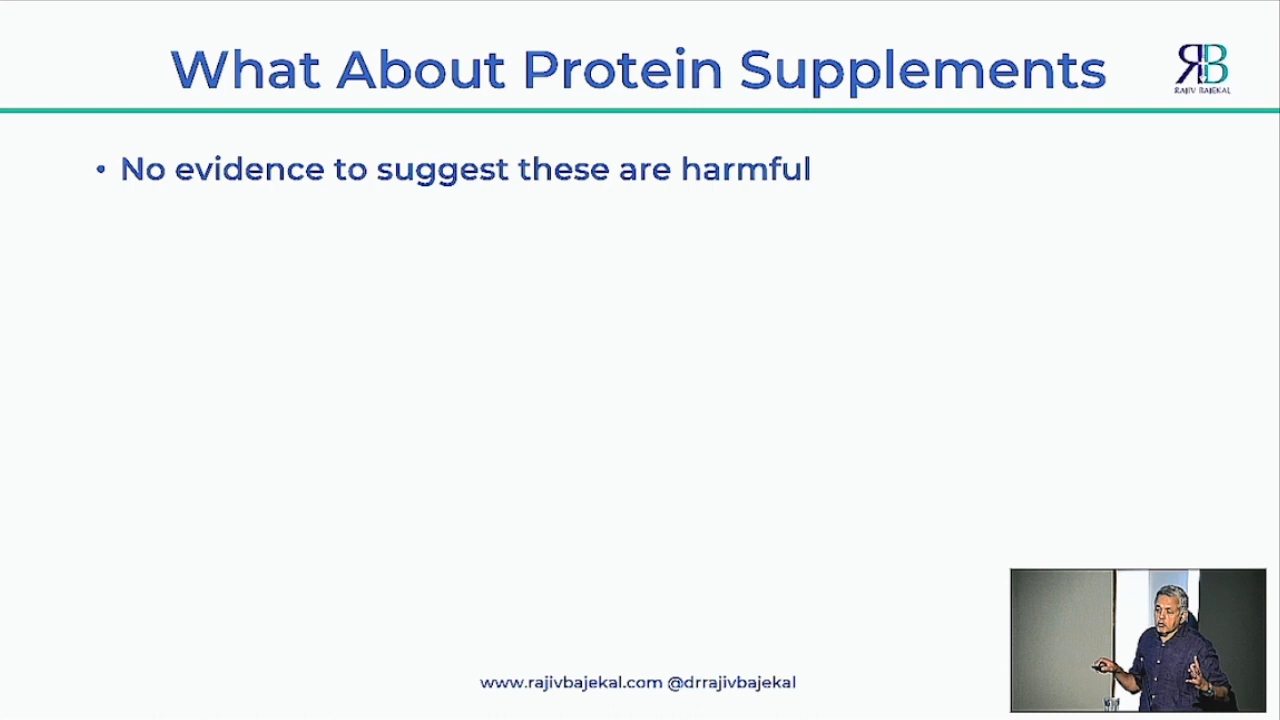 What About Protein Supplements
RB
RAJIV BAJEKAL
• No evidence to suggest these are harmful
www.rajivbajekal.com @drrajivbajekal